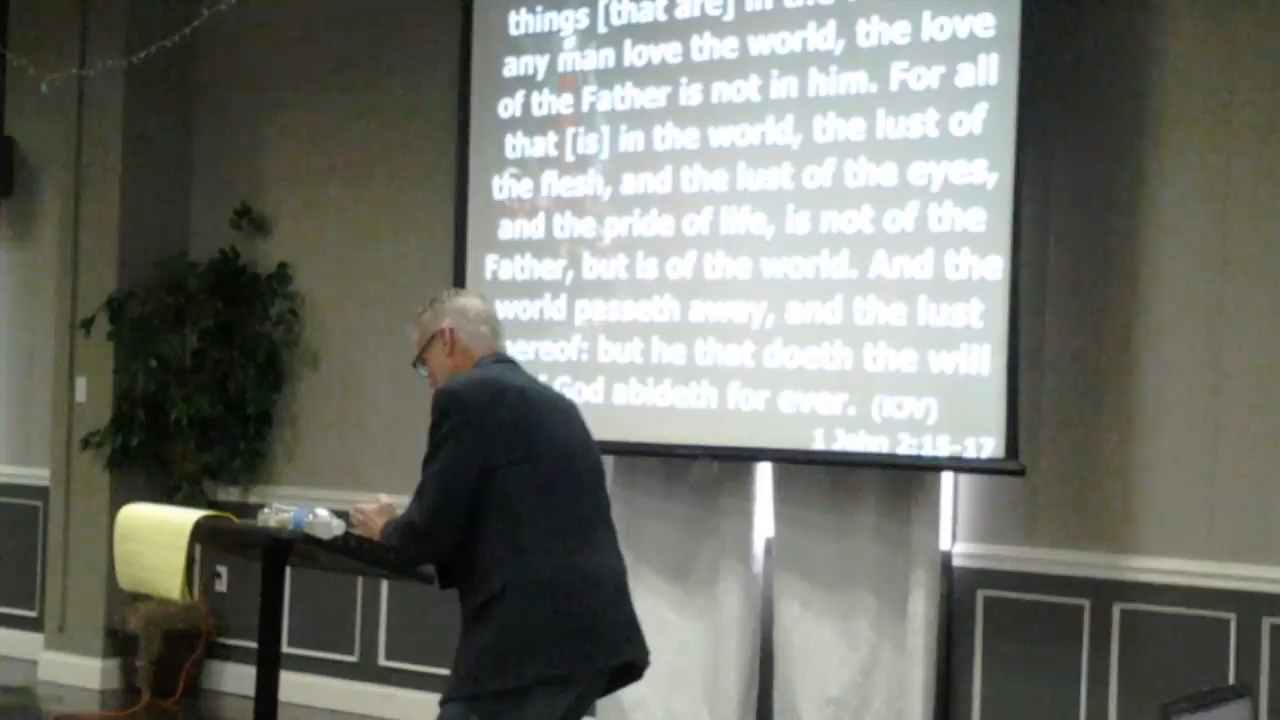 things [that are] in the
any man love the world, the love
of the Father is not in him. For all
that [is] in the world, the lust of
the flesh, and the lust of the eyes,
and the pride of life, is not of the
Father, but is of the world. And the
world passeth away, and the lust
hereof: but he that doeth the will
God abideth for ever. (KJV)
1 John 2:15-17